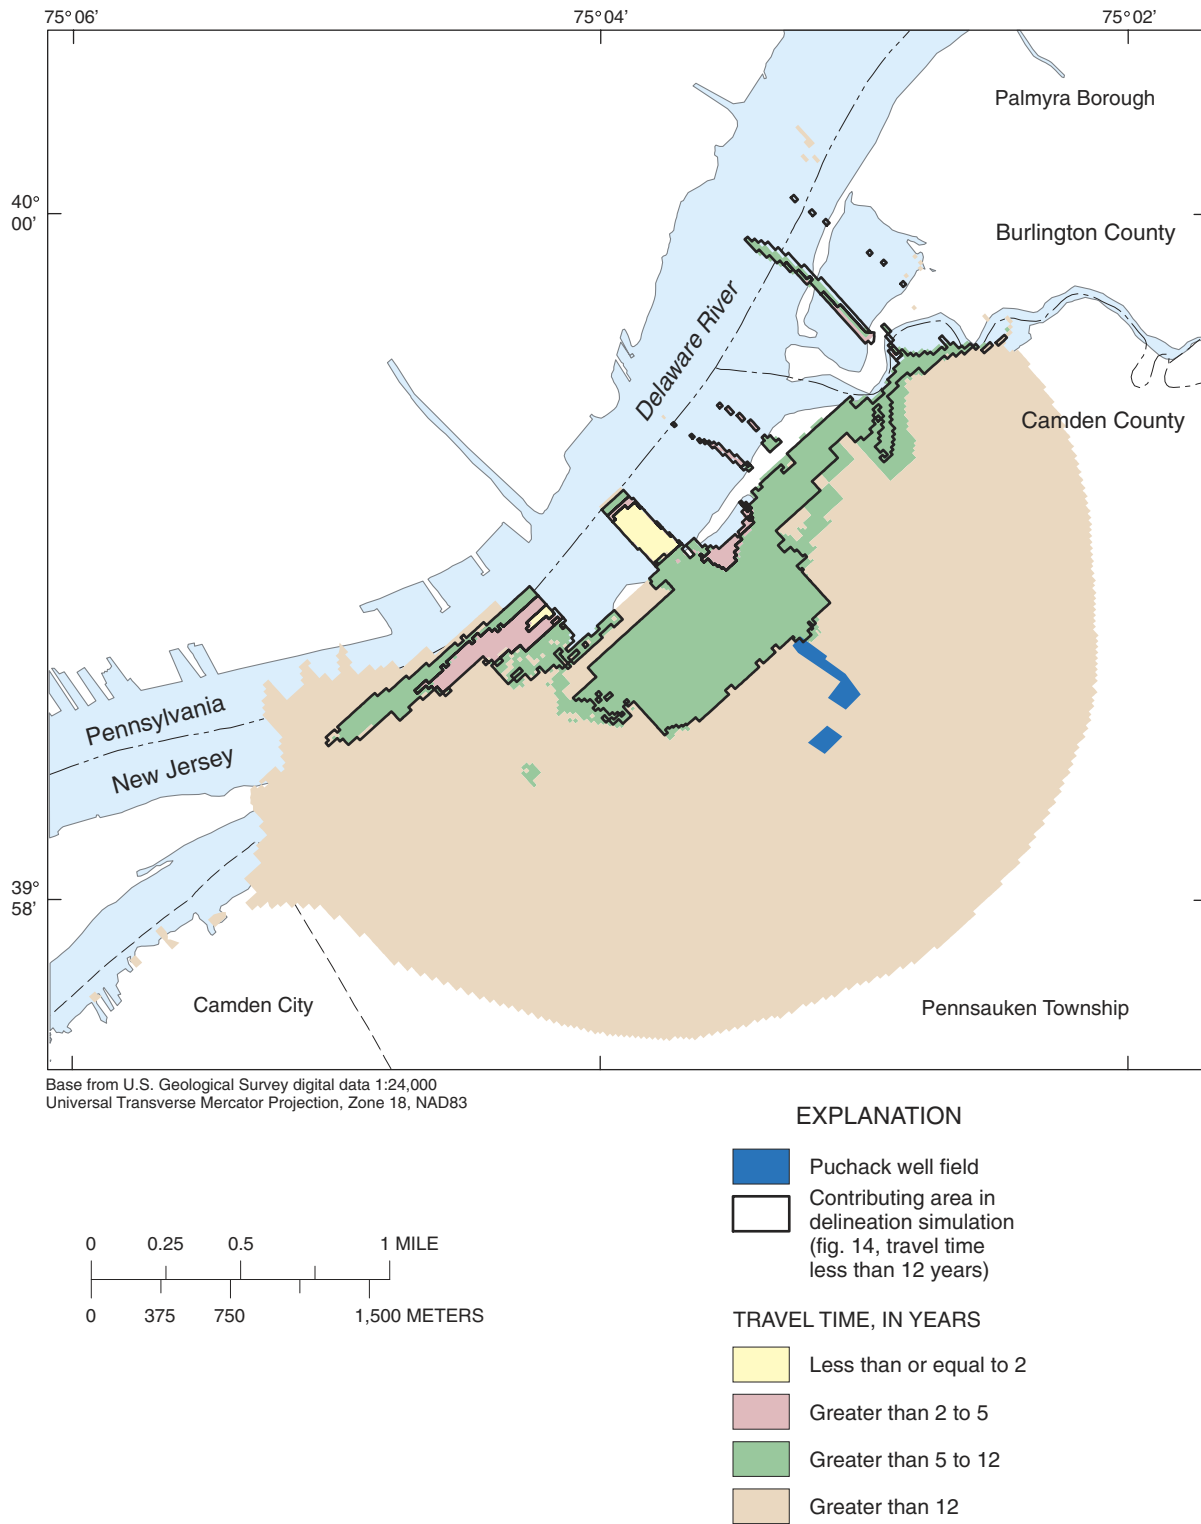 75° 06’
75° 04’
75° 02’
Palmyra Borough
40°
00’
Burlington County
Delaware River
Camden County
Pennsylvania
New Jersey
39°
58’
Camden City
Pennsauken Township
Base from U.S. Geological Survey digital data 1:24,000
Universal Transverse Mercator Projection, Zone 18, NAD83
EXPLANATION
Puchack well field
Contributing area in
delineation simulation
(fig. 14, travel time
less than 12 years)
0 0.25 0.5 1 MILE
0 375 750 1,500 METERS
TRAVEL TIME, IN YEARS
Less than or equal to 2
Greater than 2 to 5
Greater than 5 to 12
Greater than 12